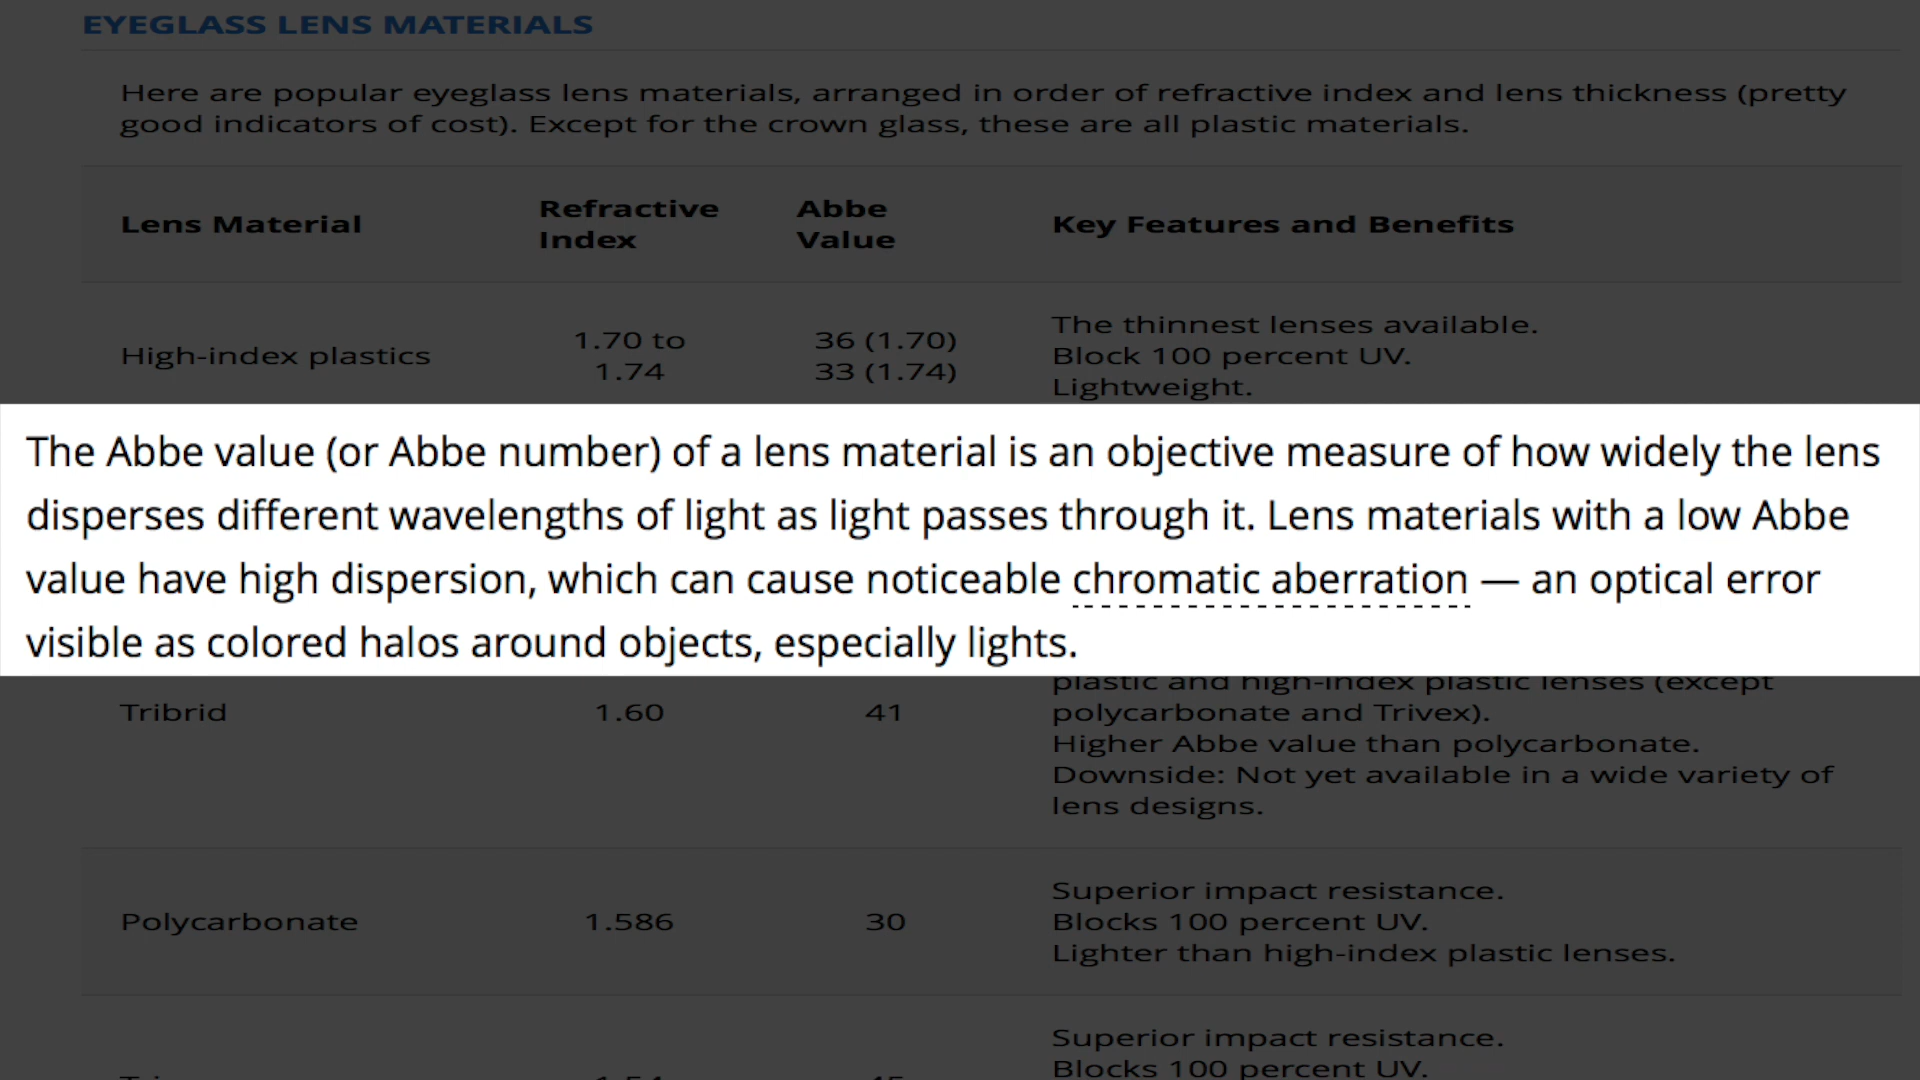 EYEGLASS LENS MATERIALS
Here are popular eyeglass lens materials, arranged in order of refractive index and lens thickness (pretty
good indicators of cost). Except for the crown glass, these are all plastic materials.
Lens Material
Refractive
Index
Abbe
Value
Key Features and Benefits
High-index plastics
1.70 to
1.74
36 (1.70)
33 (1.74)
The thinnest lenses available.
Block 100 percent UV.
Lightweight.
The Abbe value (or Abbe number) of a lens material is an objective measure of how widely the lens
disperses different wavelengths of light as light passes through it. Lens materials with a low Abbe
value have high dispersion, which can cause noticeable chromatic aberration — an optical error
visible as colored halos around objects, especially lights.
Tribrid
1.60
41
plastic and high-index plastic lenses (except
polycarbonate and Trivex).
Higher Abbe value than polycarbonate.
Downside: Not yet available in a wide variety of
lens designs.
Polycarbonate
1.586
30
Superior impact resistance.
Blocks 100 percent UV.
Lighter than high-index plastic lenses.
Superior impact resistance.
Blocks 100 percent UV.